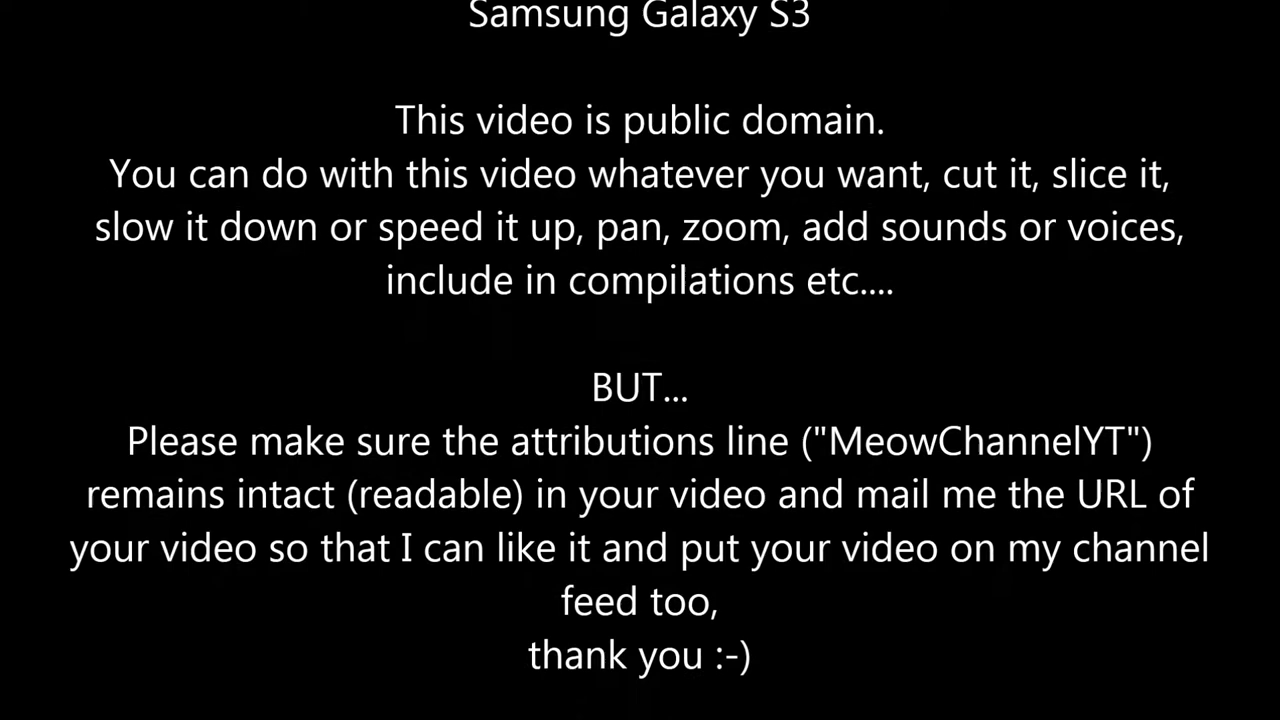 Samsung Galaxy S3
This video is public domain.
You can do with this video whatever you want, cut it, slice it,
slow it down or speed it up, pan, zoom, add sounds or voices,
include in compilations etc....
BUT...
Please make sure the attributions line ("MeowChannelYT")
remains intact (readable) in your video and mail me the URL of
your video so that I can like it and put your video on my channel
feed too,
thank you :-)